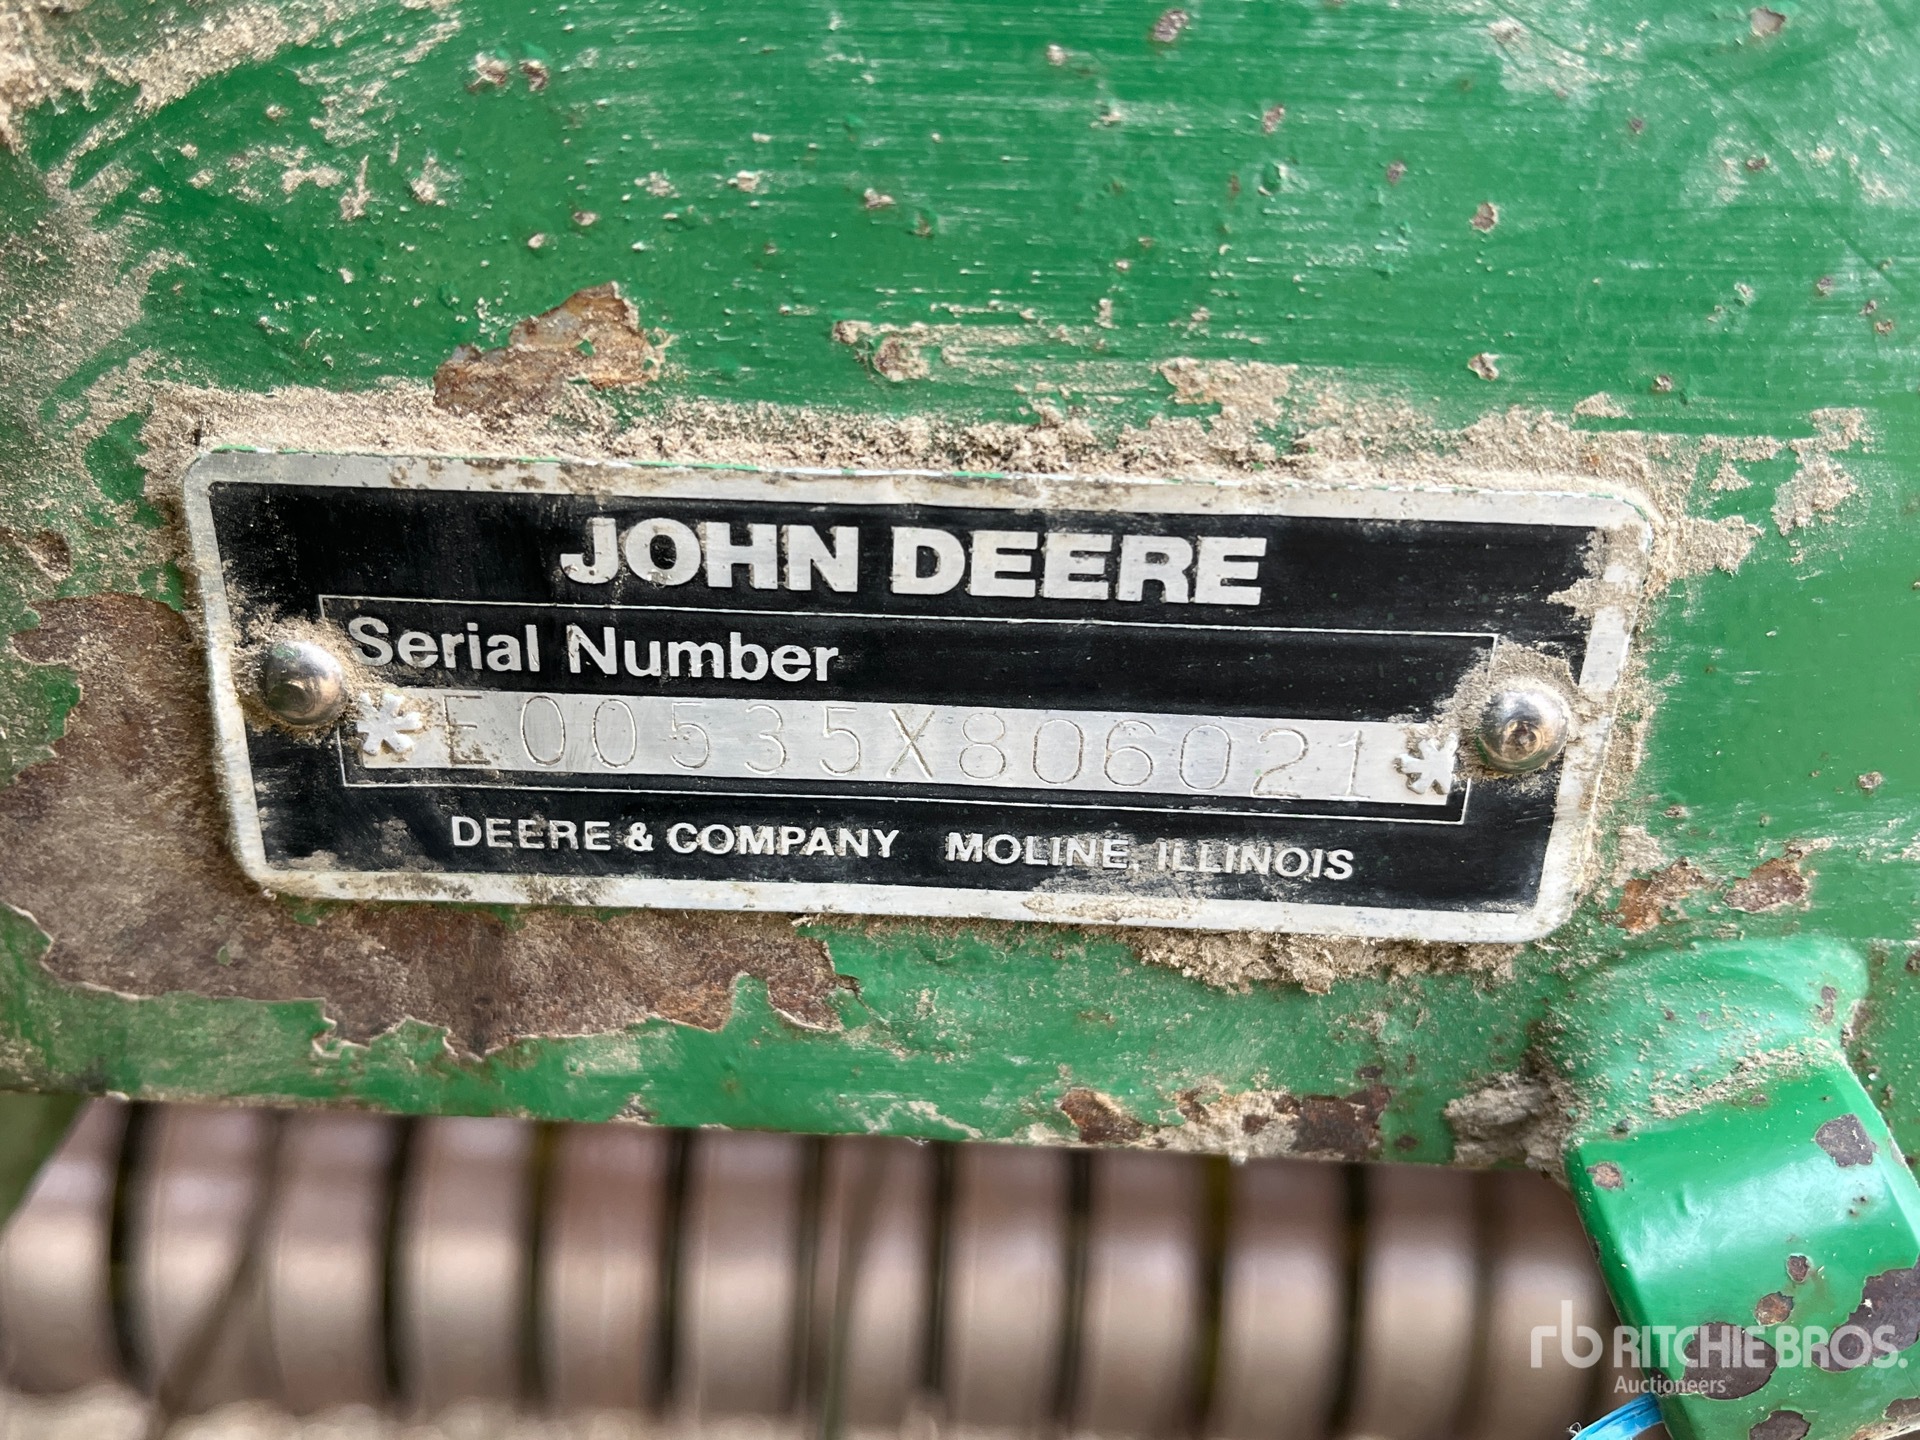 JOHN DEERE
Serial Number
*E00535X806021*
DEERE & COMPANY MOLINE, ILLINOIS
rb RITCHIE BROS.
Auctioneers